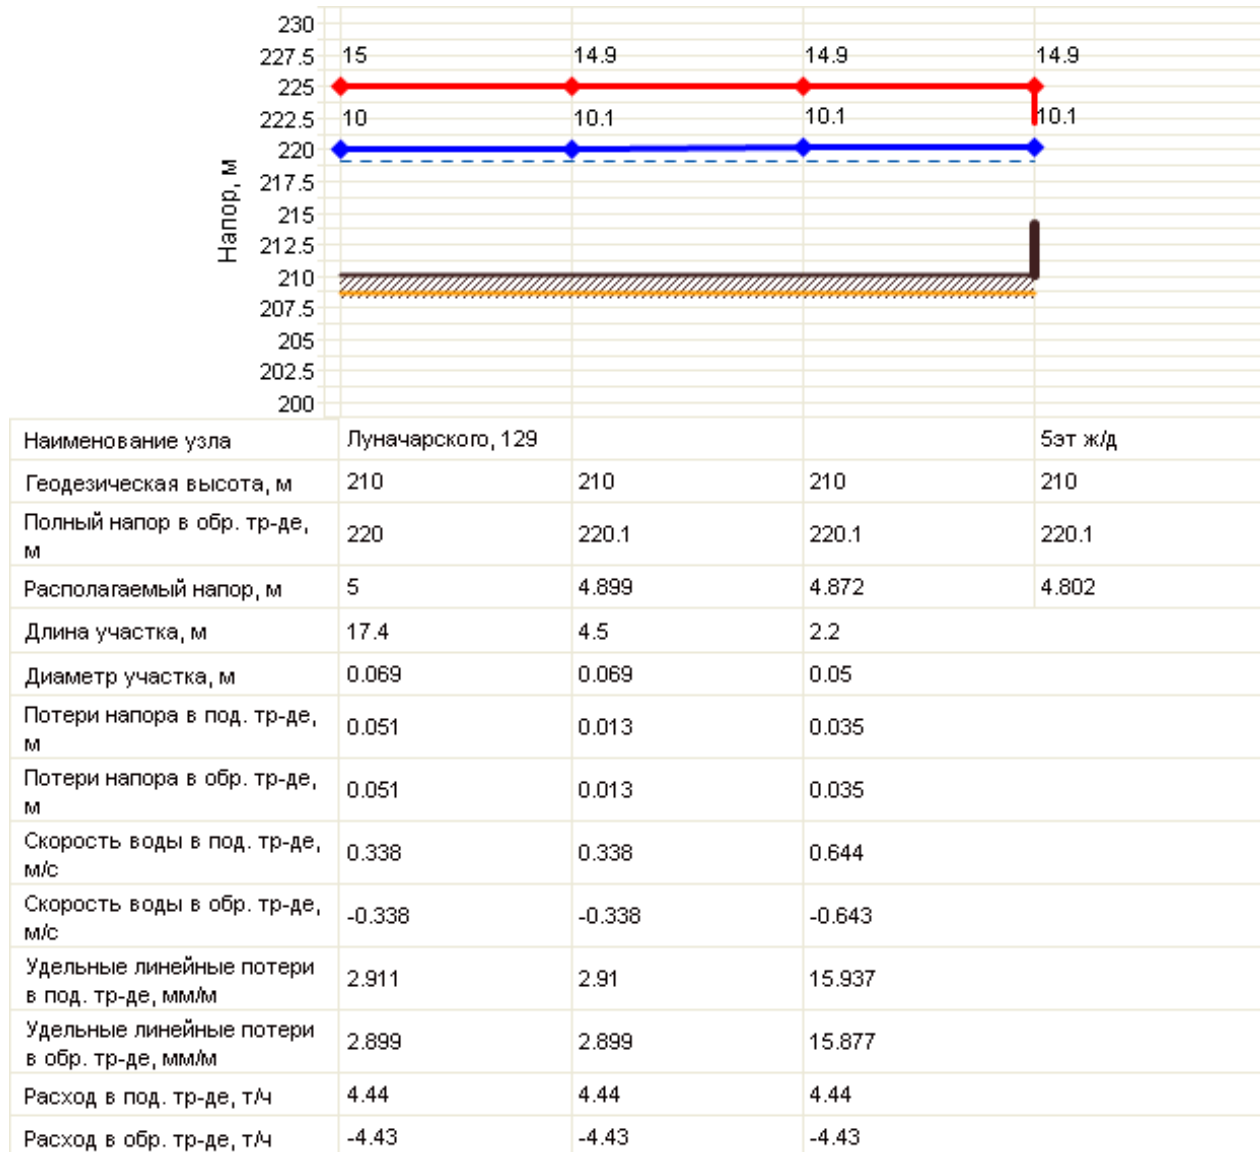 230
227.5 15 14.9 14.9 14.9
225
222.5 10 10.1 10.1 10.1
220
217.5
215
212.5
210
207.5
205
202.5
200
Напор, м
Наименование узла Луначарского, 129 5эт ж/д
Геодезическая высота, м 210 210 210 210
Полный напор в обр. тр-де,
м 220 220.1 220.1 220.1
Располагаемый напор, м 5 4.899 4.872 4.802
Длина участка, м 17.4 4.5 2.2
Диаметр участка, м 0.069 0.069 0.05
Потери напора в под. тр-де,
м 0.051 0.013 0.035
Потери напора в обр. тр-де,
м 0.051 0.013 0.035
Скорость воды в под. тр-де,
м/с 0.338 0.338 0.644
Скорость воды в обр. тр-де,
м/с -0.338 -0.338 -0.643
Удельные линейные потери
в под. тр-де, мм/м 2.911 2.91 15.937
Удельные линейные потери
в обр. тр-де, мм/м 2.899 2.899 15.877
Расход в под. тр-де, т/ч 4.44 4.44 4.44
Расход в обр. тр-де, т/ч -4.43 -4.43 -4.43